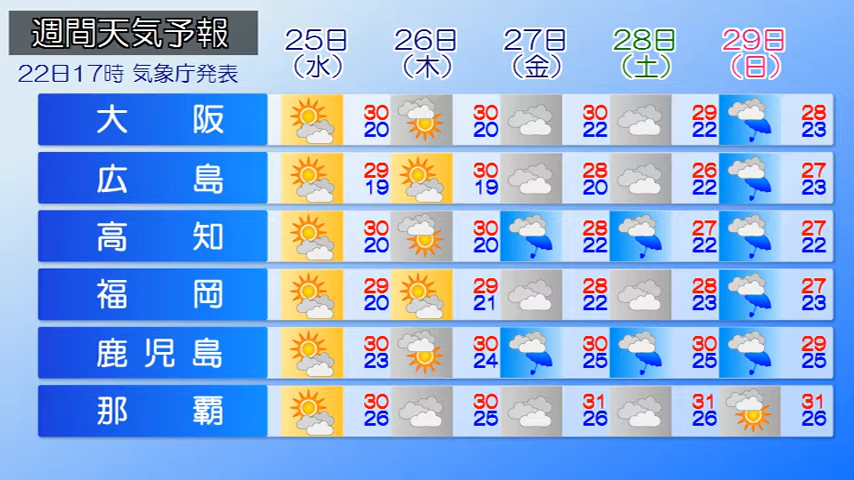 週間天気予報
22日17時 気象庁発表
25日 26日 27日 28日 29日
(水) (木) (金) (土) (日)
大阪 30 20 30 20 30 22 29 22 28 23
広島 29 19 30 19 28 20 26 22 27 23
高知 30 20 30 20 28 22 27 22 27 22
福岡 29 20 29 21 28 22 28 23 27 23
鹿児島 30 23 30 24 30 25 30 25 29 25
那覇 30 26 30 25 31 26 31 26 31 26